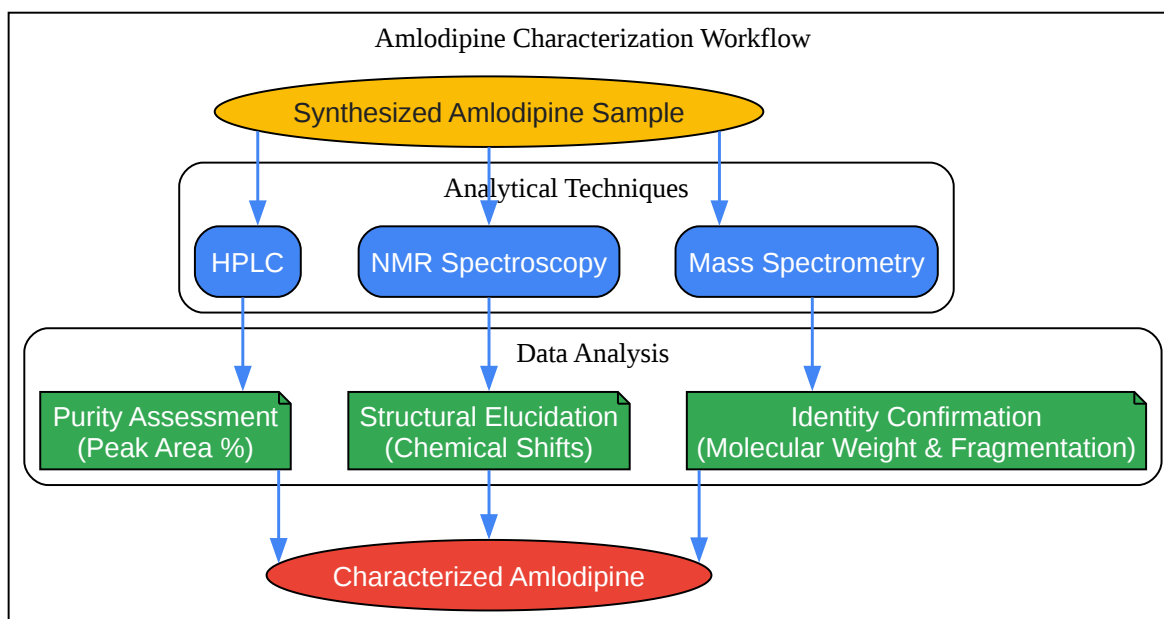 Amlodipine Characterization Workflow
Synthesized Amlodipine Sample
Analytical Techniques
HPLC
NMR Spectroscopy
Mass Spectrometry
Data Analysis
Purity Assessment
(Peak Area %)
Structural Elucidation
(Chemical Shifts)
Identity Confirmation
(Molecular Weight & Fragmentation)
Characterized Amlodipine